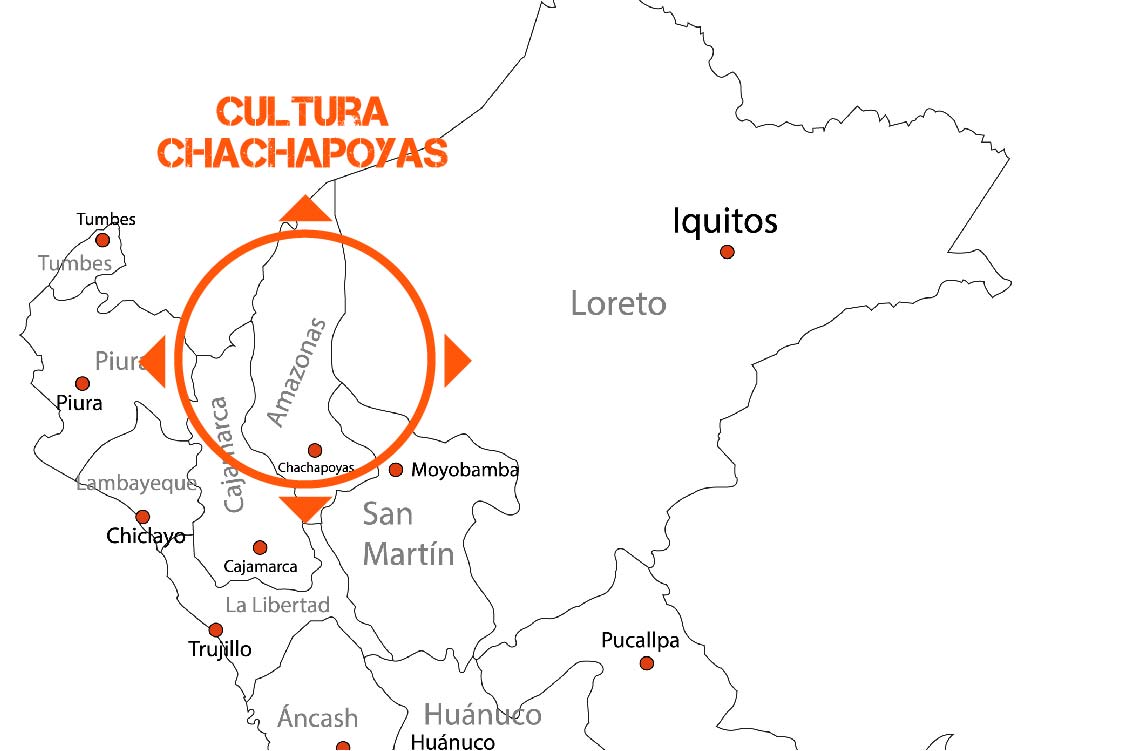 CULTURA
CHACHAPOYAS
Tumbes
Tumbes
Iquitos
Loreto
Piura
Piura
Amazonas
Cajamarca
Chachapoyas
Moyobamba
Lambayeque
San
Martín
Chiclayo
Cajamarca
La Libertad
Trujillo
Pucallpa
Áncash
Huánuco
Huánuco